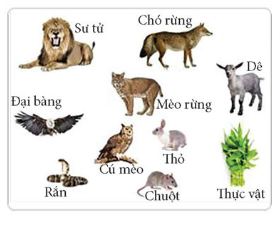 Sư tử
Chó rừng
Dê
Đại bàng
Mèo rừng
Cú mèo
Thỏ
Rắn
Chuột
Thực vật